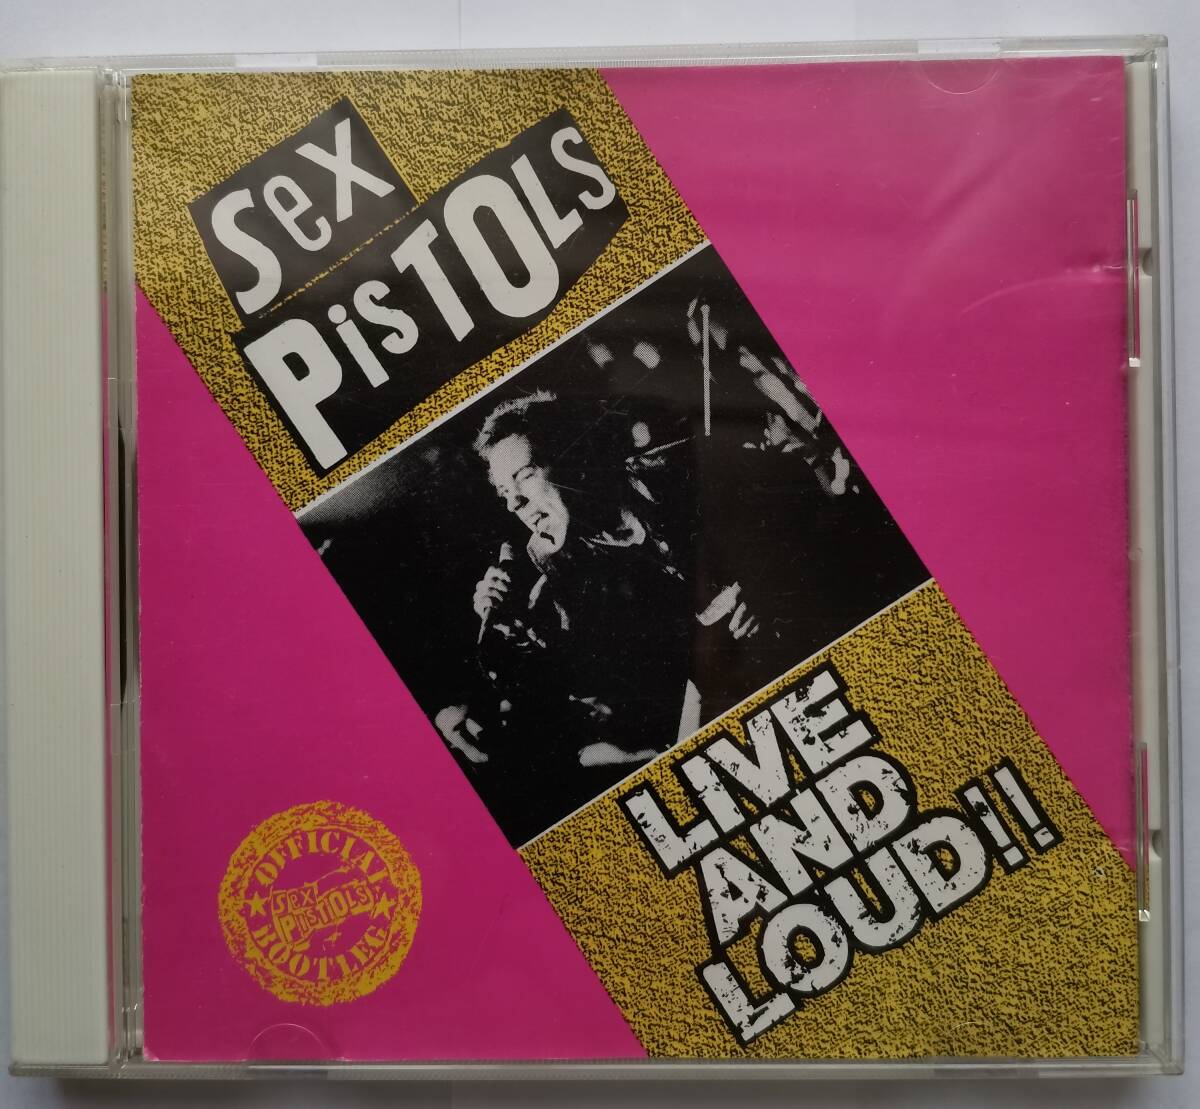 Sex
PisTOLS
LIVE
AND
LOUD!!
OFFICIAL
Sex
PisTOLS
BOOTLEG